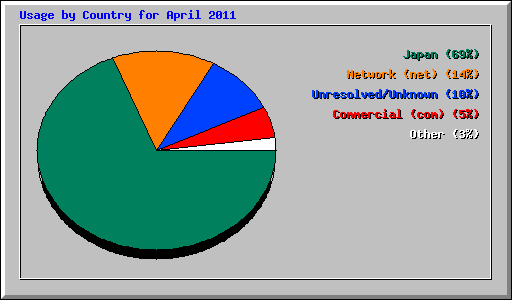 Usage by Country for April 2011
Japan (69%)
Network (net) (14%)
Unresolved/Unknown (10%)
Commercial (com) (5%)
Other (3%)